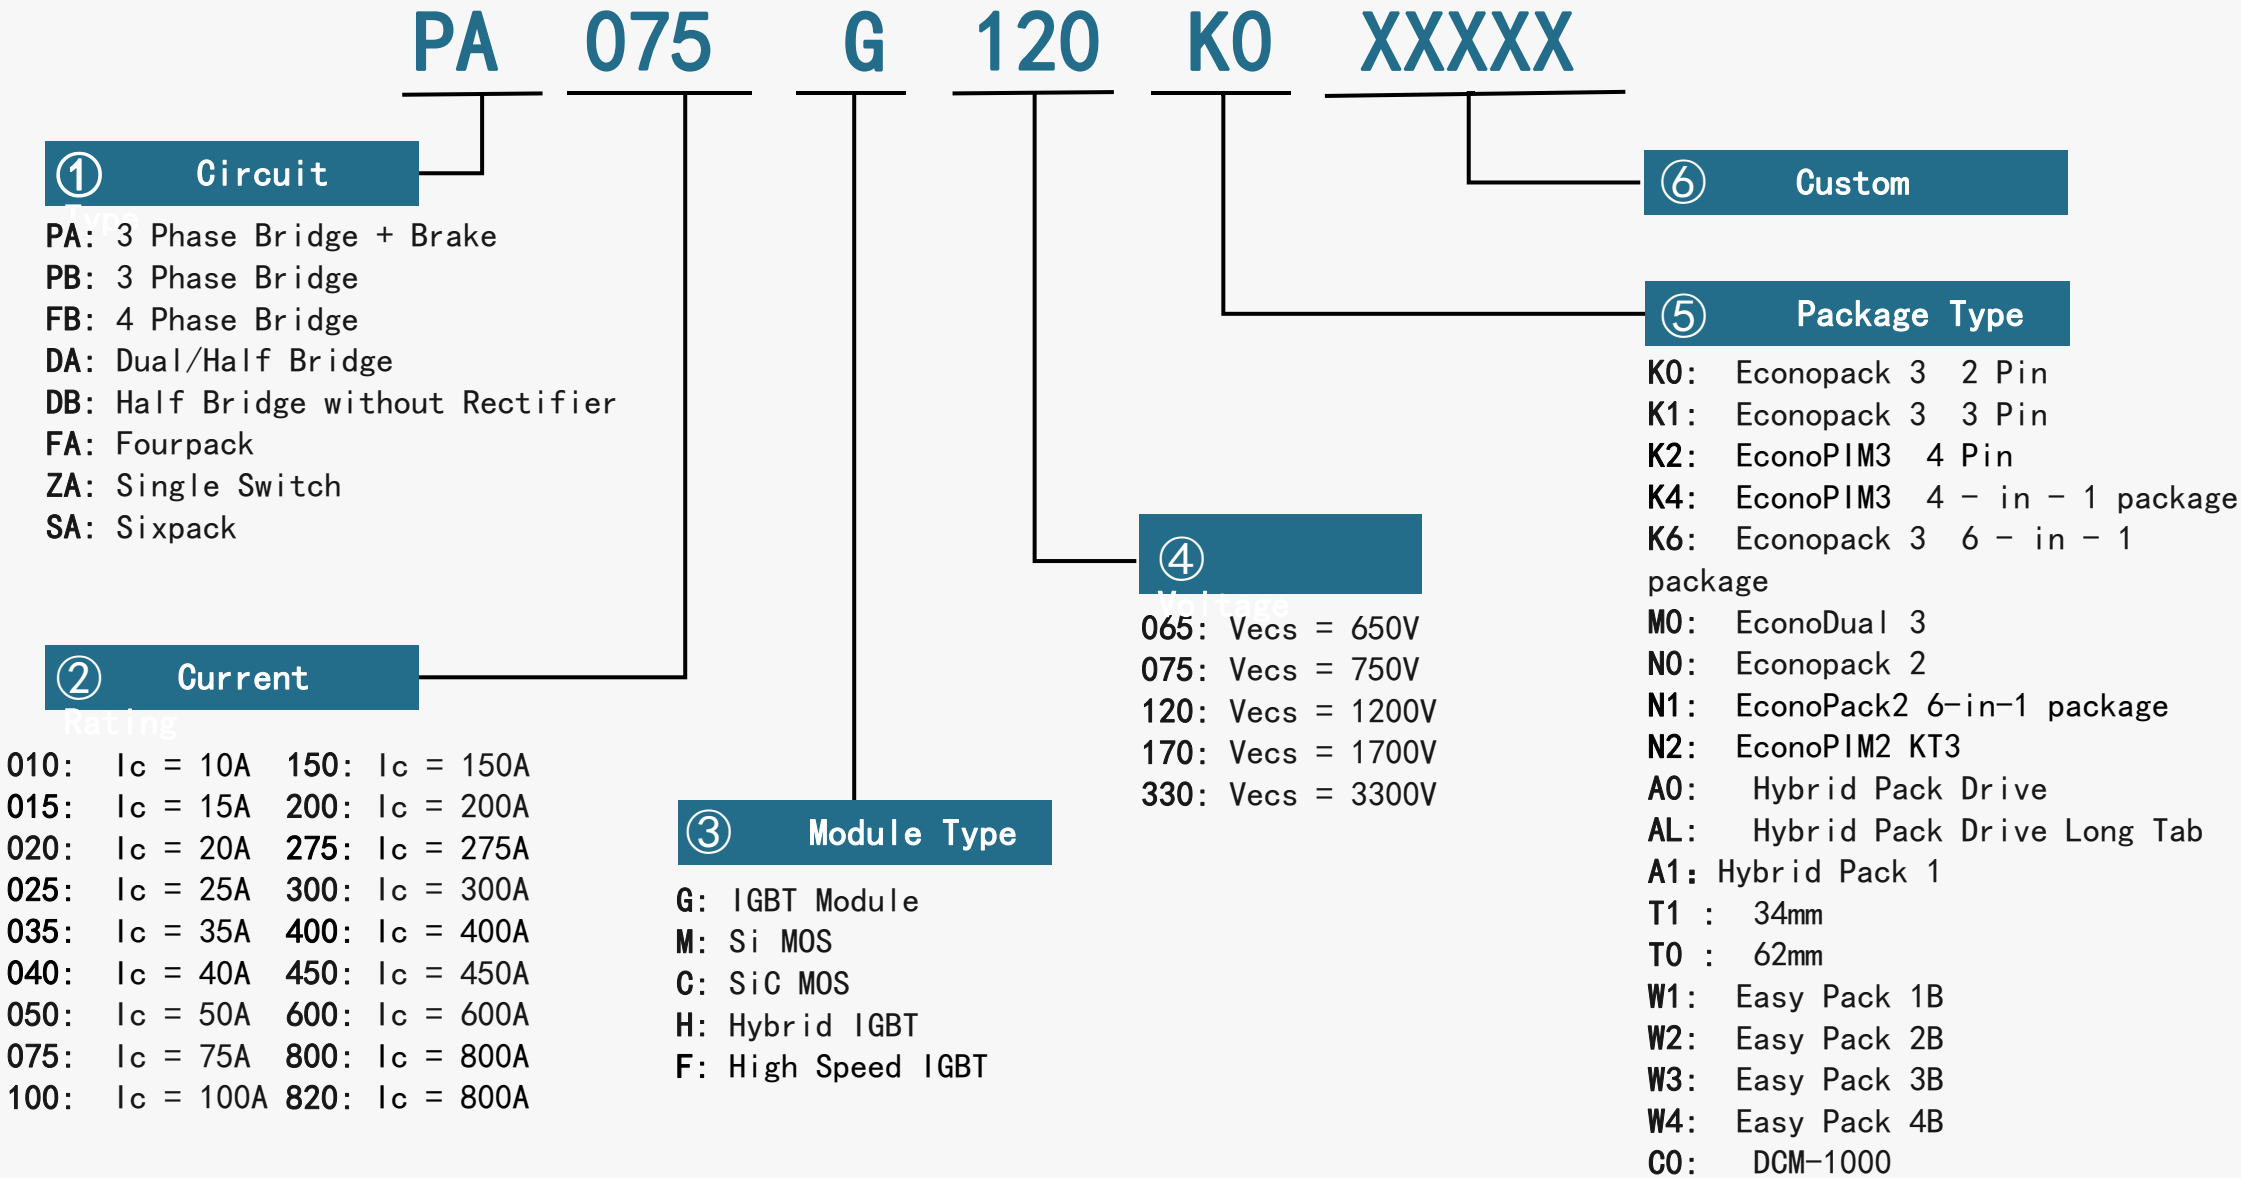 PA 075 G 120 K0 XXXXX
① Circuit
Type
PA: 3 Phase Bridge + Brake
PB: 3 Phase Bridge
FB: 4 Phase Bridge
DA: Dual/Half Bridge
DB: Half Bridge without Rectifier
FA: Fourpack
ZA: Single Switch
SA: Sixpack
② Current
Rating
010: Ic = 10A 150: Ic = 150A
015: Ic = 15A 200: Ic = 200A
020: Ic = 20A 275: Ic = 275A
025: Ic = 25A 300: Ic = 300A
035: Ic = 35A 400: Ic = 400A
040: Ic = 40A 450: Ic = 450A
050: Ic = 50A 600: Ic = 600A
075: Ic = 75A 800: Ic = 800A
100: Ic = 100A 820: Ic = 800A
③ Module Type
G: IGBT Module
M: Si MOS
C: SiC MOS
H: Hybrid IGBT
F: High Speed IGBT
④
Voltage
065: Vecs = 650V
075: Vecs = 750V
120: Vecs = 1200V
170: Vecs = 1700V
330: Vecs = 3300V
⑥ Custom
⑤ Package Type
K0: Econopack 3 2 Pin
K1: Econopack 3 3 Pin
K2: EconoPIM3 4 Pin
K4: EconoPIM3 4 - in - 1 package
K6: Econopack 3 6 - in - 1
package
M0: EconoDual 3
N0: Econopack 2
N1: EconoPack2 6-in-1 package
N2: EconoPIM2 KT3
A0: Hybrid Pack Drive
AL: Hybrid Pack Drive Long Tab
A1: Hybrid Pack 1
T1 : 34mm
T0 : 62mm
W1: Easy Pack 1B
W2: Easy Pack 2B
W3: Easy Pack 3B
W4: Easy Pack 4B
C0: DCM-1000